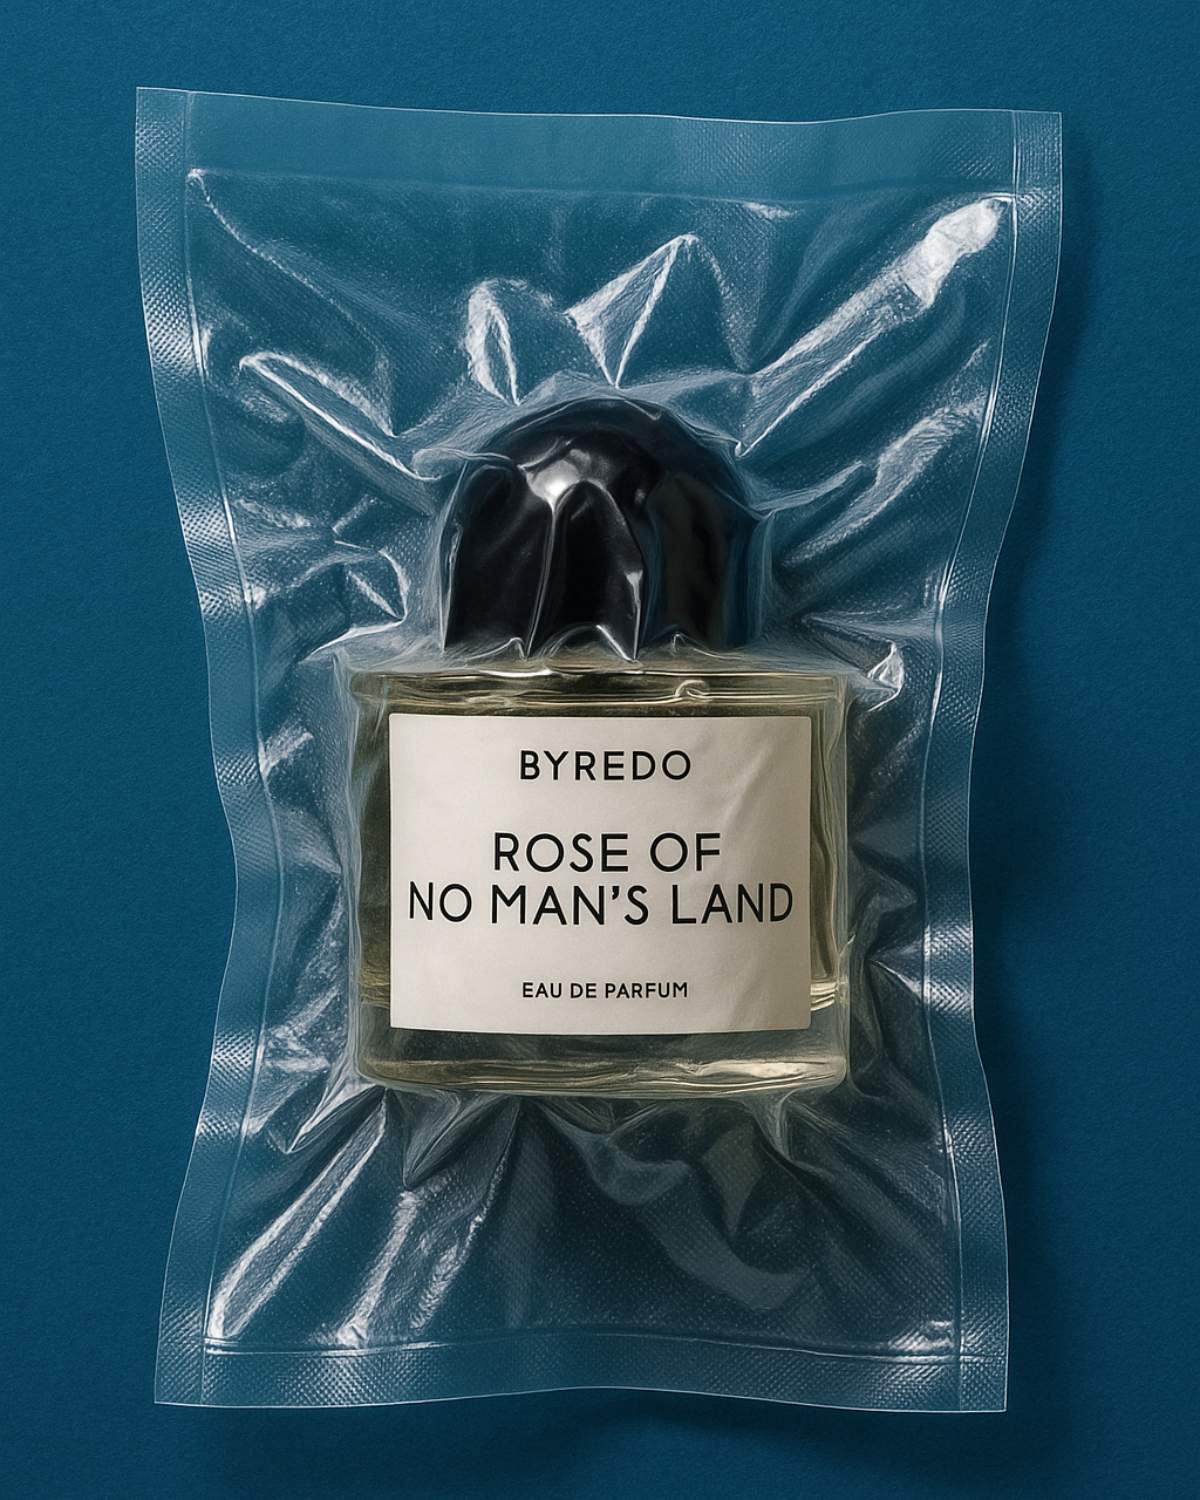 BYREDO
ROSE OF
NO MAN'S LAND
EAU DE PARFUM